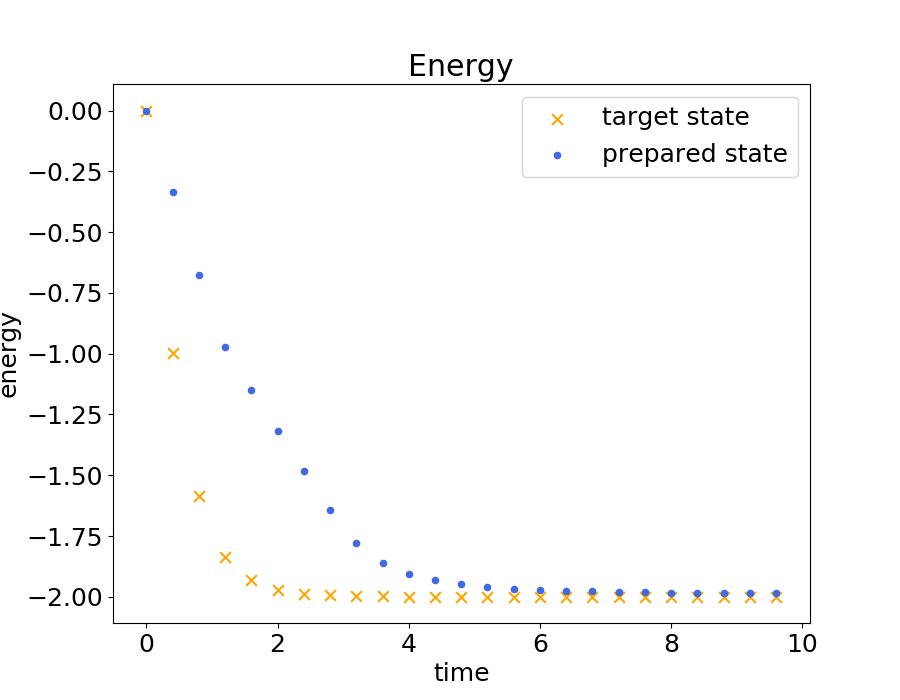 Energy
target state
prepared state
0.00
−0.25
−0.50
−0.75
−1.00
−1.25
−1.50
−1.75
−2.00
energy
0 2 4 6 8 10
time